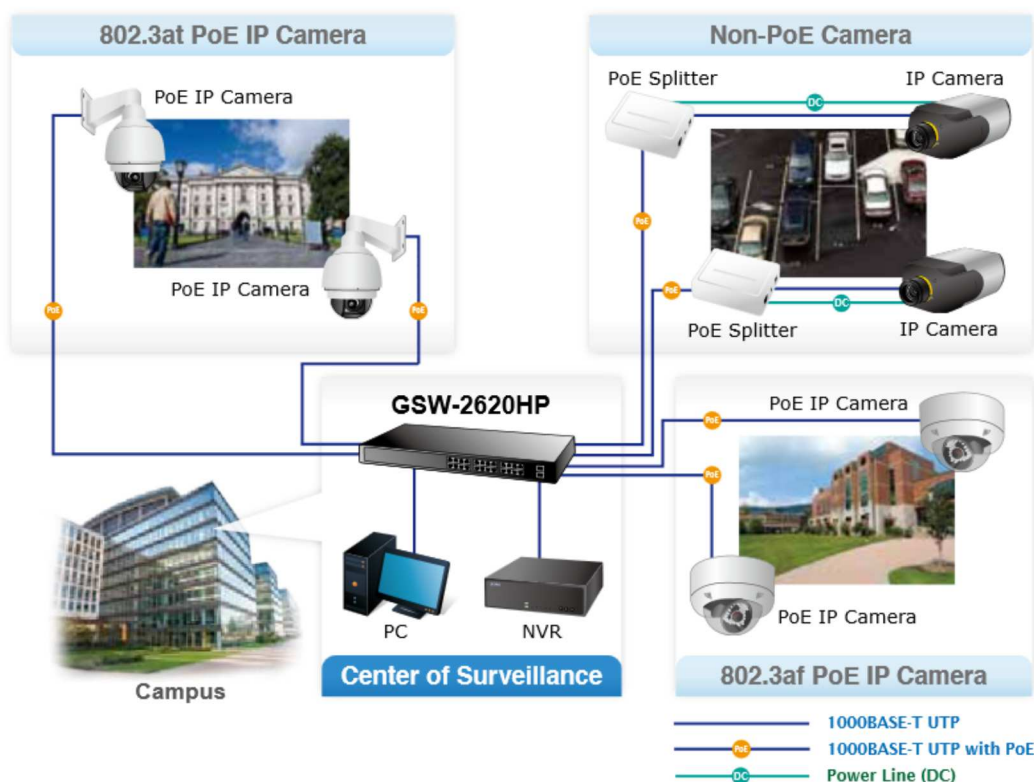 802.3at PoE IP Camera
PoE IP Camera
PoE IP Camera
PoE
PoE
Non-PoE Camera
PoE Splitter
IP Camera
DC
PoE
PoE
DC
PoE Splitter
IP Camera
GSW-2620HP
PC
NVR
Center of Surveillance
Campus
PoE IP Camera
PoE
PoE
PoE IP Camera
802.3af PoE IP Camera
1000BASE-T UTP
PoE
1000BASE-T UTP with PoE
DC
Power Line (DC)